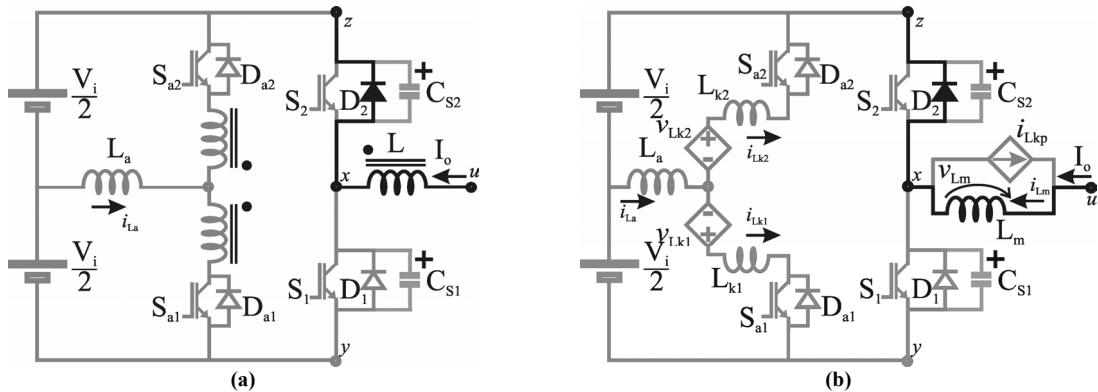 z
S_a2
D_a2
V_i/2
S_2
D_2
+
C_S2
L_a
L
I_o
x
u
i_La
V_i/2
S_1
D_1
+
C_S1
S_a1
D_a1
y
(a)
z
S_a2
D_a2
V_i/2
L_k2
S_2
D_2
+
C_S2
v_Lk2
+
-
i_Lk2
i_Lkp
L_a
x
v_Lm
i_Lm
I_o
u
i_La
-
+
v_Lk1
i_Lk1
L_m
V_i/2
L_k1
S_1
D_1
+
C_S1
S_a1
D_a1
y
(b)